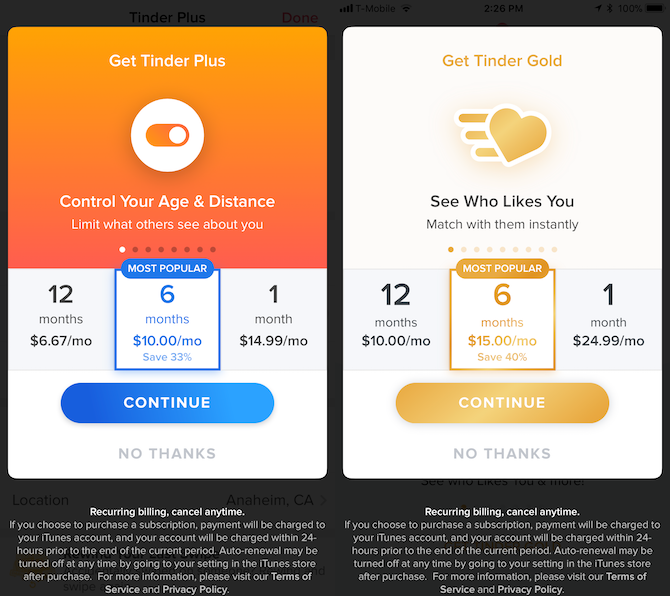 Tinder Plus
Done
Get Tinder Plus
Control Your Age & Distance
Limit what others see about you
MOST POPULAR
12
months
$6.67/mo
6
months
$10.00/mo
Save 33%
1
month
$14.99/mo
CONTINUE
NO THANKS
Location
Anaheim, CA
Recurring billing, cancel anytime.
If you choose to purchase a subscription, payment will be charged to
your iTunes account, and your account will be charged within 24-
hours prior to the end of the current period. Auto-renewal may be
turned off at any time by going to your setting in the iTunes store
after purchase. For more information, please visit our Terms of
Service and Privacy Policy.
T-Mobile
2:26 PM
100%
Get Tinder Gold
See Who Likes You
Match with them instantly
MOST POPULAR
12
months
$10.00/mo
6
months
$15.00/mo
Save 40%
1
month
$24.99/mo
CONTINUE
NO THANKS
See who Likes You & more!
Recurring billing, cancel anytime.
If you choose to purchase a subscription, payment will be charged to
your iTunes account, and your account will be charged within 24-
hours prior to the end of the current period. Auto-renewal may be
turned off at any time by going to your setting in the iTunes store
after purchase. For more information, please visit our Terms of
Service and Privacy Policy.